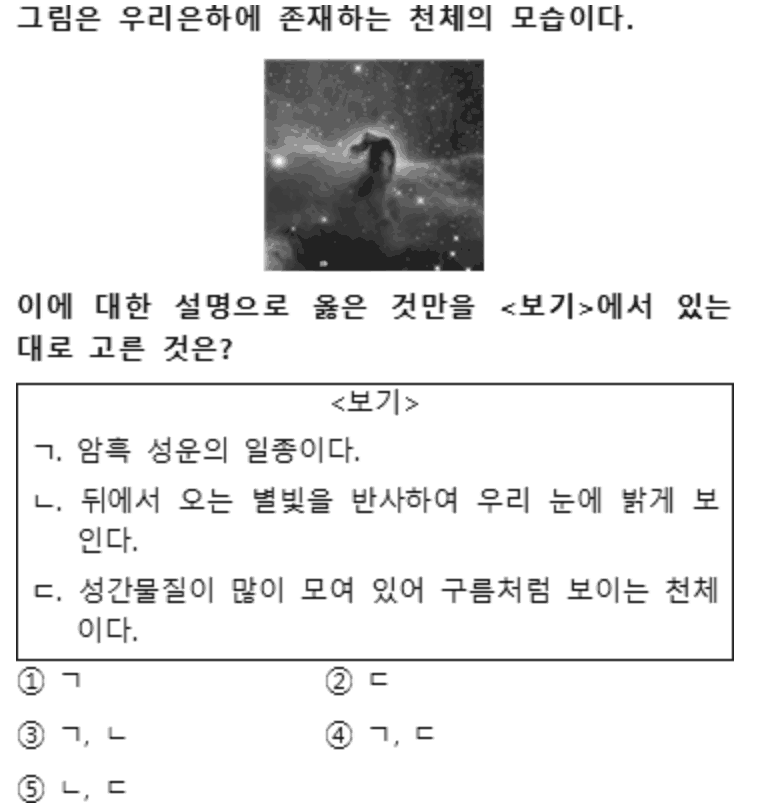 그림은 우리은하에 존재하는 천체의 모습이다.
이에 대한 설명으로 옳은 것만을 <보기>에서 있는
대로 고른 것은?
<보기>
ㄱ. 암흑 성운의 일종이다.
ㄴ. 뒤에서 오는 별빛을 반사하여 우리 눈에 밝게 보
인다.
ㄷ. 성간물질이 많이 모여 있어 구름처럼 보이는 천체
이다.
① ㄱ ② ㄷ
③ ㄱ, ㄴ ④ ㄱ, ㄷ
⑤ ㄴ, ㄷ